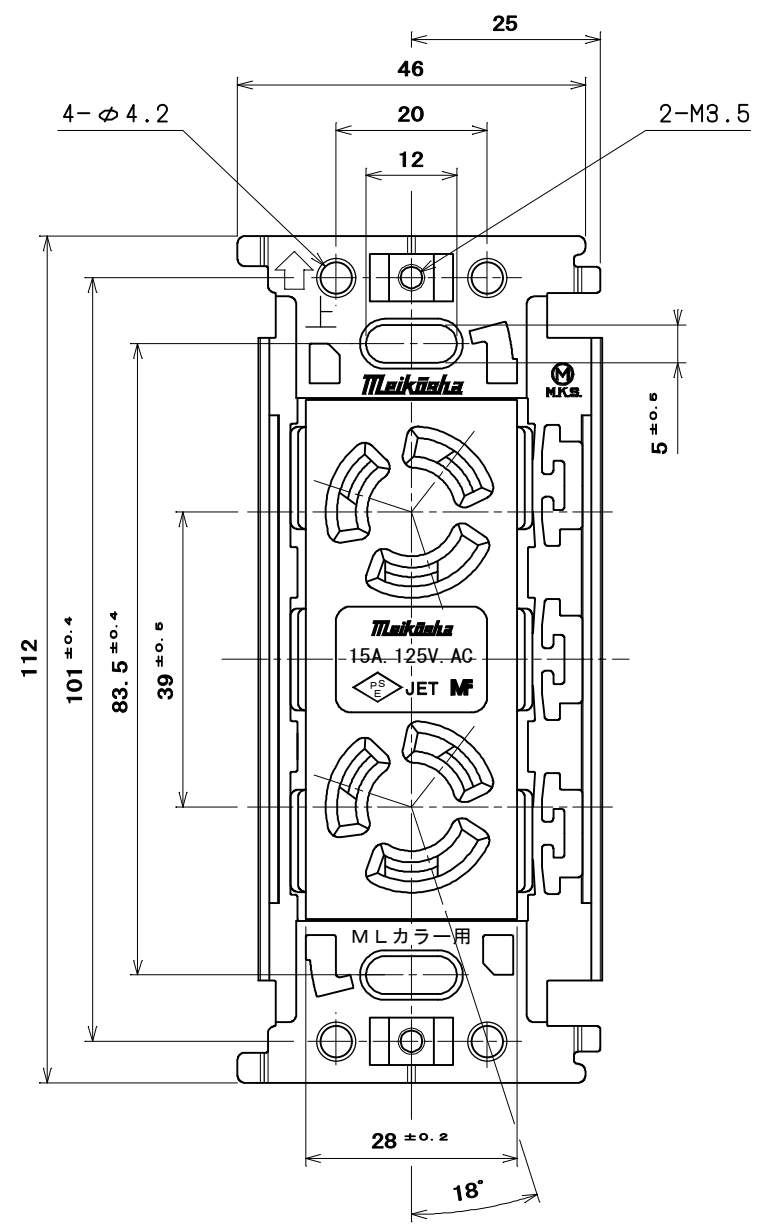 25
46
4-φ4.2
20
2-M3.5
12
上
Meikōsha
M
M.K.S.
5 ±0.5
112
101 ±0.4
83.5 ±0.4
39 ±0.5
Meikōsha
15A. 125V. AC
PSE JET MF
MLカラー用
28 ±0.2
18°